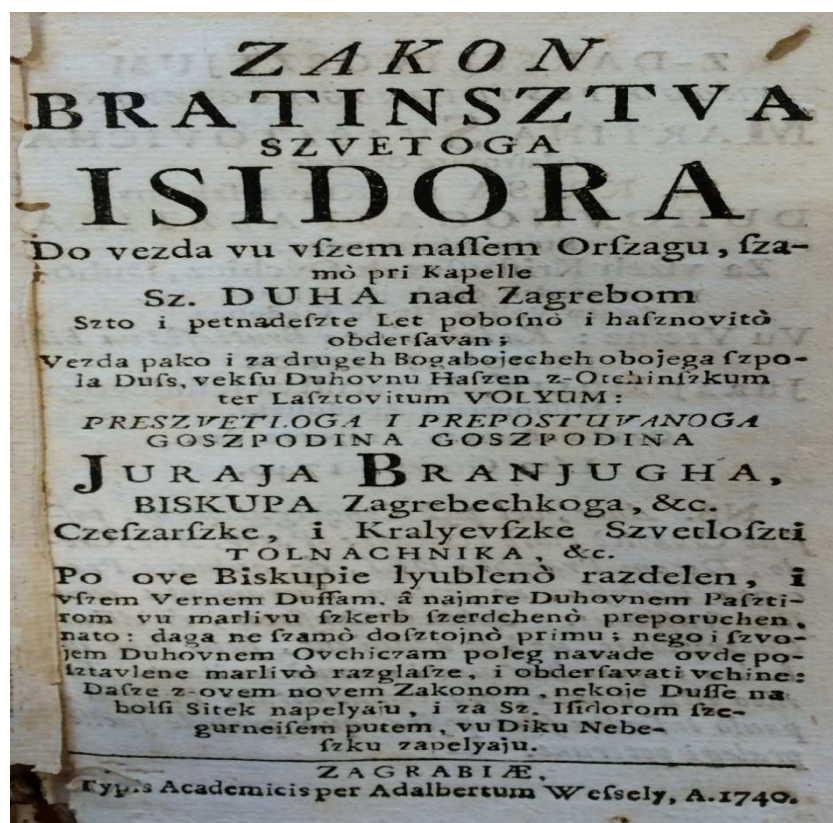 ZAKON
BRATINSZTVA
SZVETOGA
ISIDORA
Do vezda vu vſzem naſſem Orſzagu, ſza-
mò pri Kapelle
Sz. DUHA nad Zagrebom
Szto i petnadeſzte Let poboſnò i haſznovitò
obderſavan;
Vezda pako i za drugeh Bogabojecheh obojega ſzpo-
la Duſs, vekſu Duhovnu Haſzen z-Otchinſzkum
ter Laſztovitum VOLYUM:
PRESZVETLOGA I PREPOSTUVANOGA
GOSZPODINA GOSZPODINA
JURAJA BRANJUGHA,
BISKUPA Zagrebechkoga, &c.
Czeſzarſzke, i Kralyevſzke Szvetloſzti
TOLNACHNIKA, &c.
Po ove Biskupie lyublenò razdelen, i
vſzem Vernem Duſſam. â najmre Duhovnem Paſzti-
rom vu marlivu ſzkerb ſzerdchenò preporuchen,
nato: daga ne ſzamò doſztojnò primu; nego i ſzvo-
jem Duhovnem Ovchiczam poleg navade ovde po-
ſztavlene marlivò razglaſze, i obderſavati vchine:
Daſze z-ovem novem Zakonom, nekoje Duſſe na
bolſi Sitek napelyaju, i za Sz. Iſidorom ſze-
gurneiſem putem, vu Diku Nebe-
ſzku zapelyaju.
ZAGRABIÆ,
Typis Academicis per Adalbertum Weſsely, A. 1740.